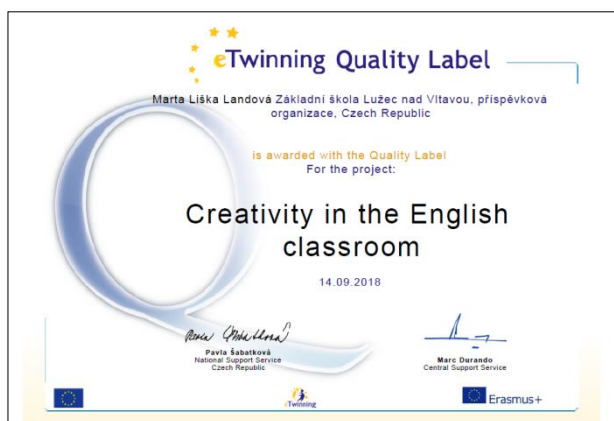 eTwinning Quality Label
Marta Liška Landová Základní škola Lužec nad Vltavou, příspěvková
organizace, Czech Republic
is awarded with the Quality Label
For the project:
Creativity in the English
classroom
14.09.2018
Pavla Šabatková
National Support Service
Czech Republic
Marc Durando
Central Support Service
eTwinning
Erasmus+